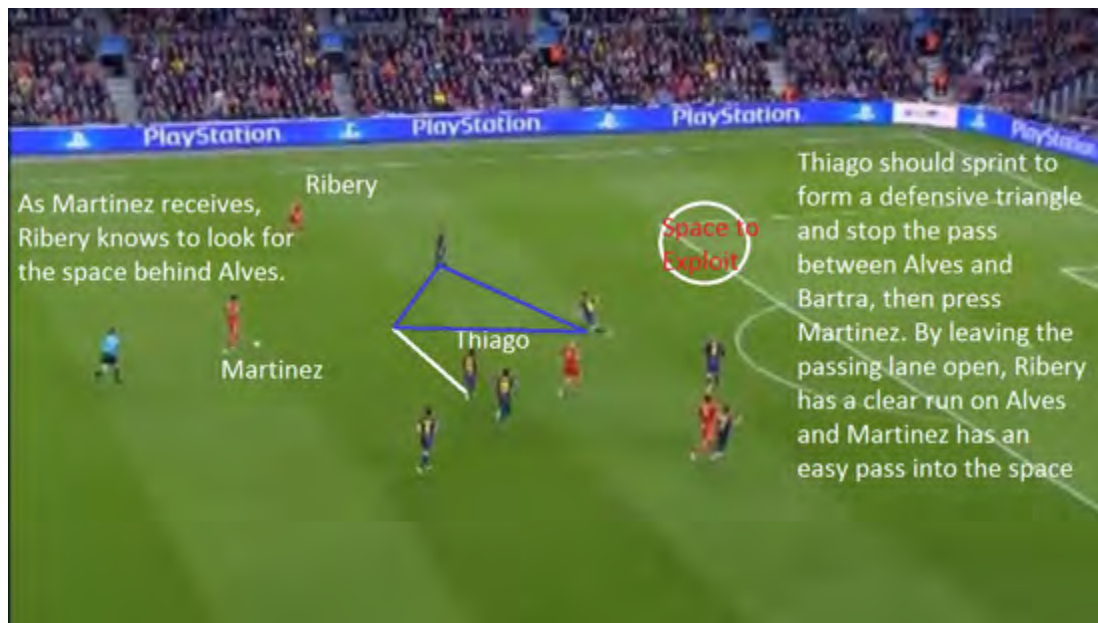 PlayStation
PlayStation
PlayStation
PlayStation
Ribery
As Martinez receives,
Ribery knows to look for
the space behind Alves.
Martinez
Thiago
Space to
Exploit
Thiago should sprint to
form a defensive triangle
and stop the pass
between Alves and
Bartra, then press
Martinez. By leaving the
passing lane open, Ribery
has a clear run on Alves
and Martinez has an
easy pass into the space